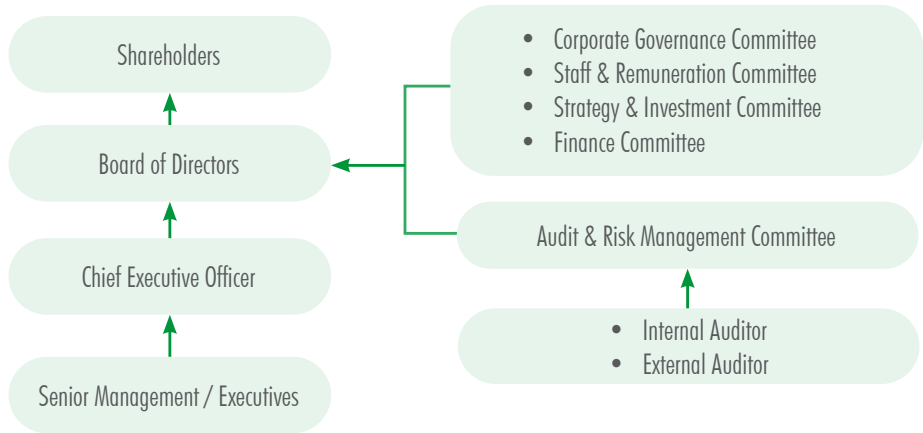 Shareholders
Board of Directors
Chief Executive Officer
Senior Management / Executives
• Corporate Governance Committee
• Staff & Remuneration Committee
• Strategy & Investment Committee
• Finance Committee
Audit & Risk Management Committee
• Internal Auditor
• External Auditor